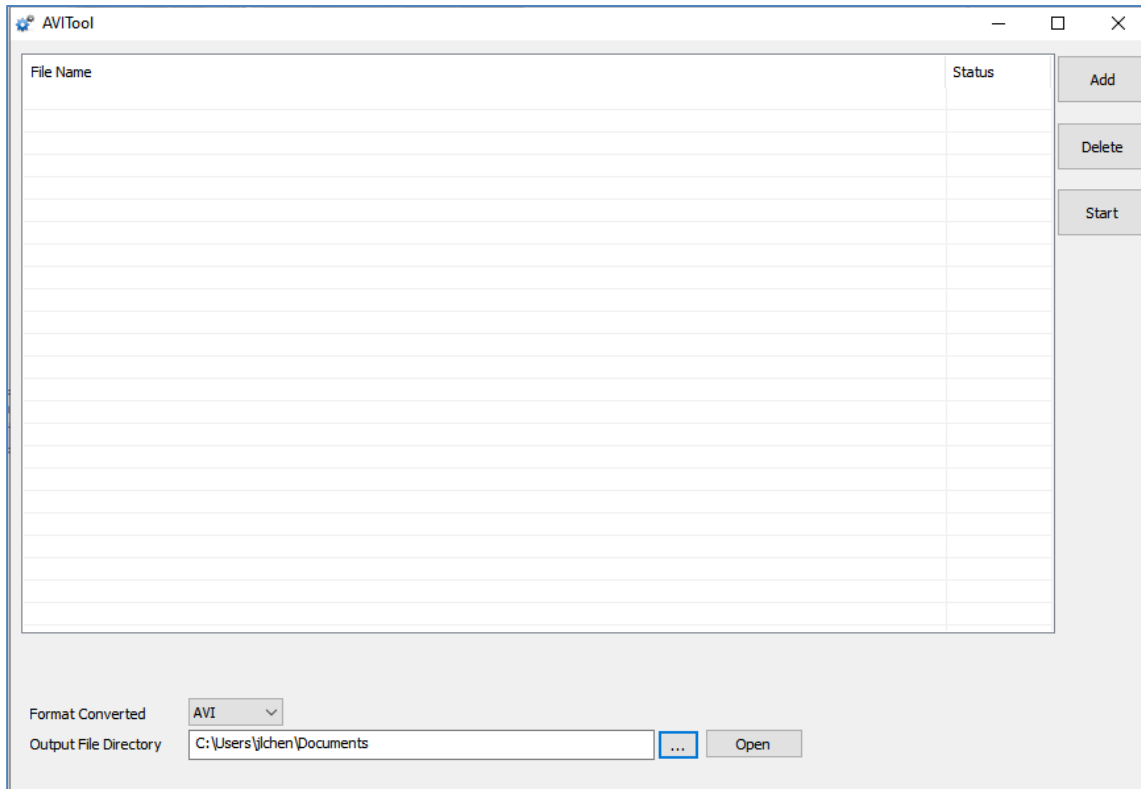 AVITool
File Name Status
Add
Delete
Start
Format Converted AVI
Output File Directory C:\Users\jlchen\Documents ... Open